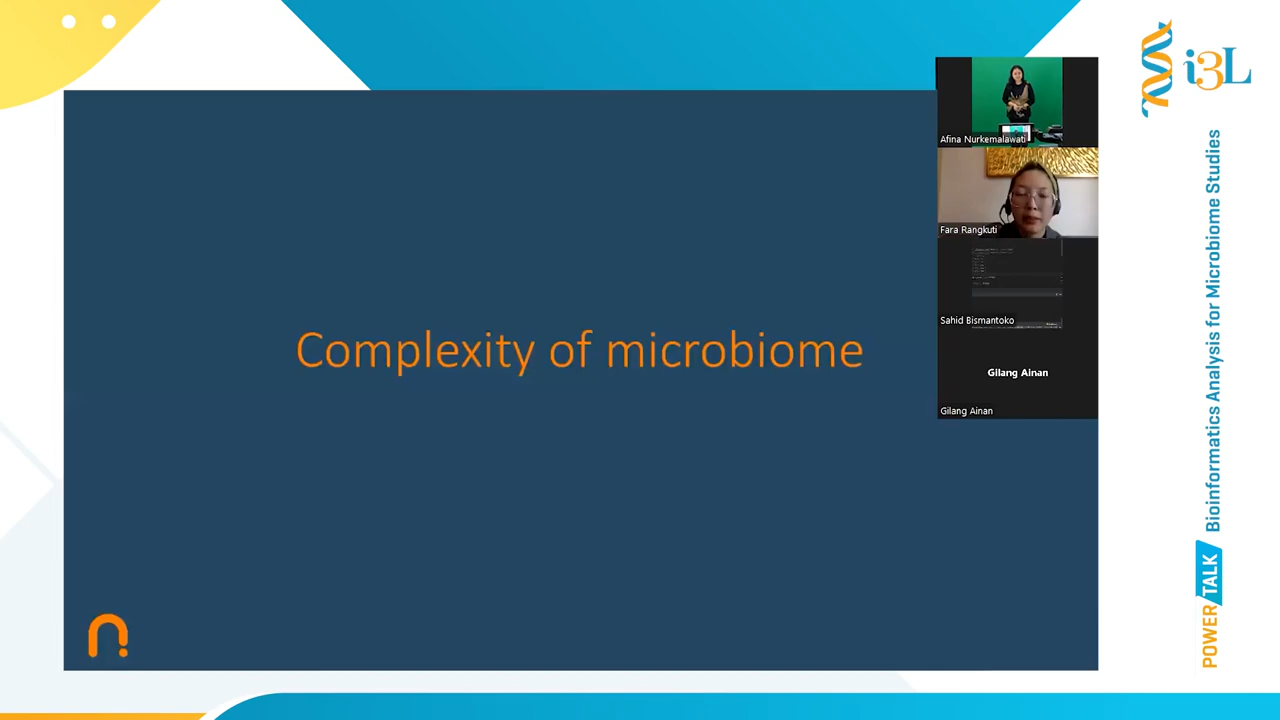 Complexity of microbiome
Afina Nurkemalawati
Fara Rangkuti
Sahid Bismantoko
Gilang Ainan
Gilang Ainan
i3L
POWER TALK Bioinformatics Analysis for Microbiome Studies